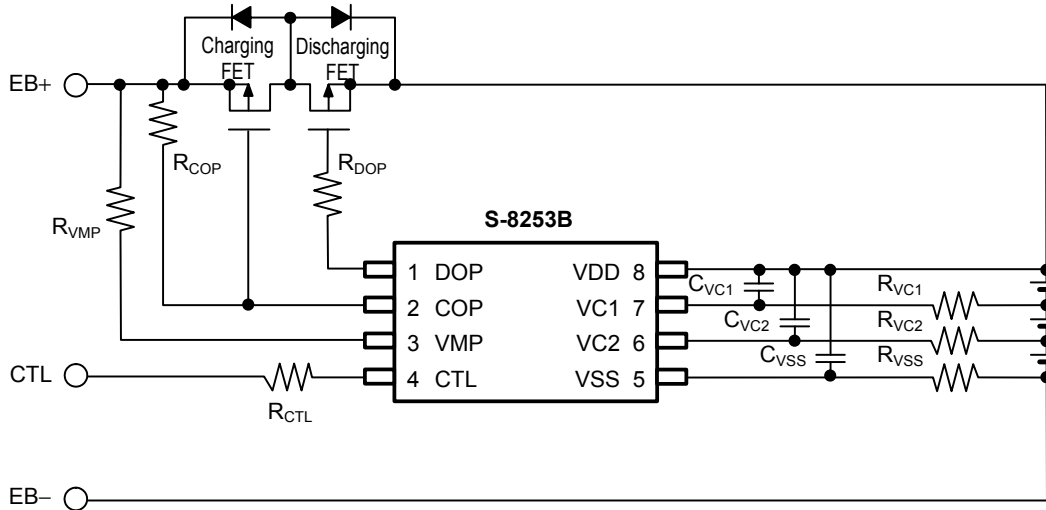 Charging
FET
Discharging
FET
EB+
RCOP
RDOP
RVMP
S-8253B
1 DOP
VDD 8
2 COP
VC1 7
3 VMP
VC2 6
4 CTL
VSS 5
CVC1
RVC1
CVC2
RVC2
CVSS
RVSS
CTL
RCTL
EB−